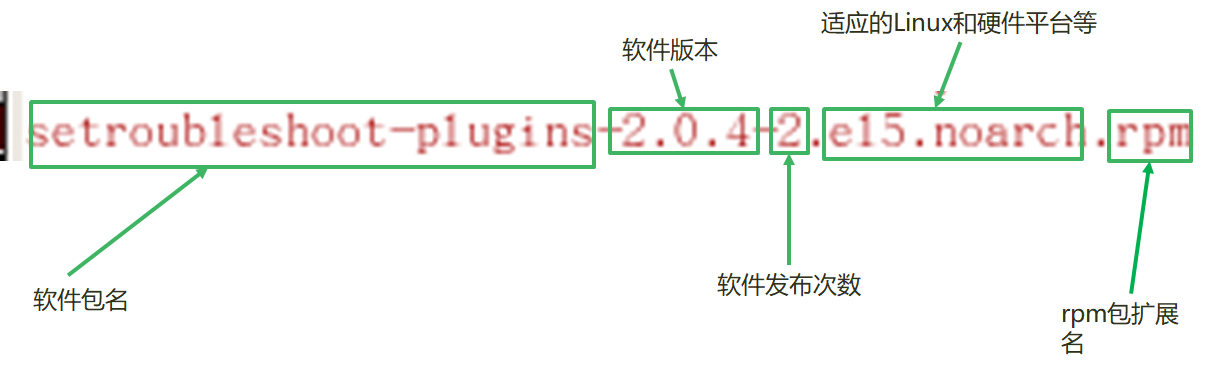 适应的Linux和硬件平台等
软件版本
setroubleshoot-plugins-2.0.4-2.el5.noarch.rpm
软件包名
软件发布次数
rpm包扩展
名